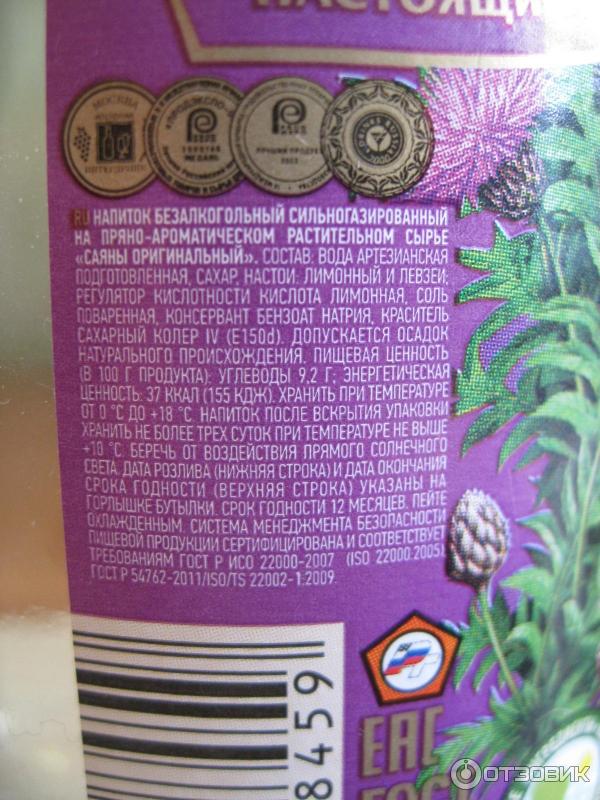 НАСТОЯЩИ
МОСКВА
ПРОДЭКСПО
RU НАПИТОК БЕЗАЛКОГОЛЬНЫЙ СИЛЬНОГАЗИРОВАННЫЙ
НА ПРЯНО-АРОМАТИЧЕСКОМ РАСТИТЕЛЬНОМ СЫРЬЕ
«САЯНЫ ОРИГИНАЛЬНЫЙ». СОСТАВ: ВОДА АРТЕЗИАНСКАЯ
ПОДГОТОВЛЕННАЯ, САХАР, НАСТОИ: ЛИМОННЫЙ И ЛЕВЗЕИ;
РЕГУЛЯТОР КИСЛОТНОСТИ КИСЛОТА ЛИМОННАЯ, СОЛЬ
ПОВАРЕННАЯ, КОНСЕРВАНТ БЕНЗОАТ НАТРИЯ, КРАСИТЕЛЬ
САХАРНЫЙ КОЛЕР IV (E150d). ДОПУСКАЕТСЯ ОСАДОК
НАТУРАЛЬНОГО ПРОИСХОЖДЕНИЯ. ПИЩЕВАЯ ЦЕННОСТЬ
(В 100 Г ПРОДУКТА): УГЛЕВОДЫ 9,2 Г; ЭНЕРГЕТИЧЕСКАЯ
ЦЕННОСТЬ: 37 ККАЛ (155 КДЖ). ХРАНИТЬ ПРИ ТЕМПЕРАТУРЕ
ОТ 0 °C ДО +18 °C. НАПИТОК ПОСЛЕ ВСКРЫТИЯ УПАКОВКИ
ХРАНИТЬ НЕ БОЛЕЕ ТРЕХ СУТОК ПРИ ТЕМПЕРАТУРЕ НЕ ВЫШЕ
+10 °C. БЕРЕЧЬ ОТ ВОЗДЕЙСТВИЯ ПРЯМОГО СОЛНЕЧНОГО
СВЕТА. ДАТА РОЗЛИВА (НИЖНЯЯ СТРОКА) И ДАТА ОКОНЧАНИЯ
СРОКА ГОДНОСТИ (ВЕРХНЯЯ СТРОКА) УКАЗАНЫ НА
ГОРЛЫШКЕ БУТЫЛКИ. СРОК ГОДНОСТИ 12 МЕСЯЦЕВ. ПЕЙТЕ
ОХЛАЖДЕННЫМ. СИСТЕМА МЕНЕДЖМЕНТА БЕЗОПАСНОСТИ
ПИЩЕВОЙ ПРОДУКЦИИ СЕРТИФИЦИРОВАНА И СООТВЕТСТВУЕТ
ТРЕБОВАНИЯМ ГОСТ Р ИСО 22000-2007 (ISO 22000:2005),
ГОСТ Р 54762-2011/ISO/TS 22002-1:2009.
8459
ЕАС
ГОСТ
ОТЗОВИК